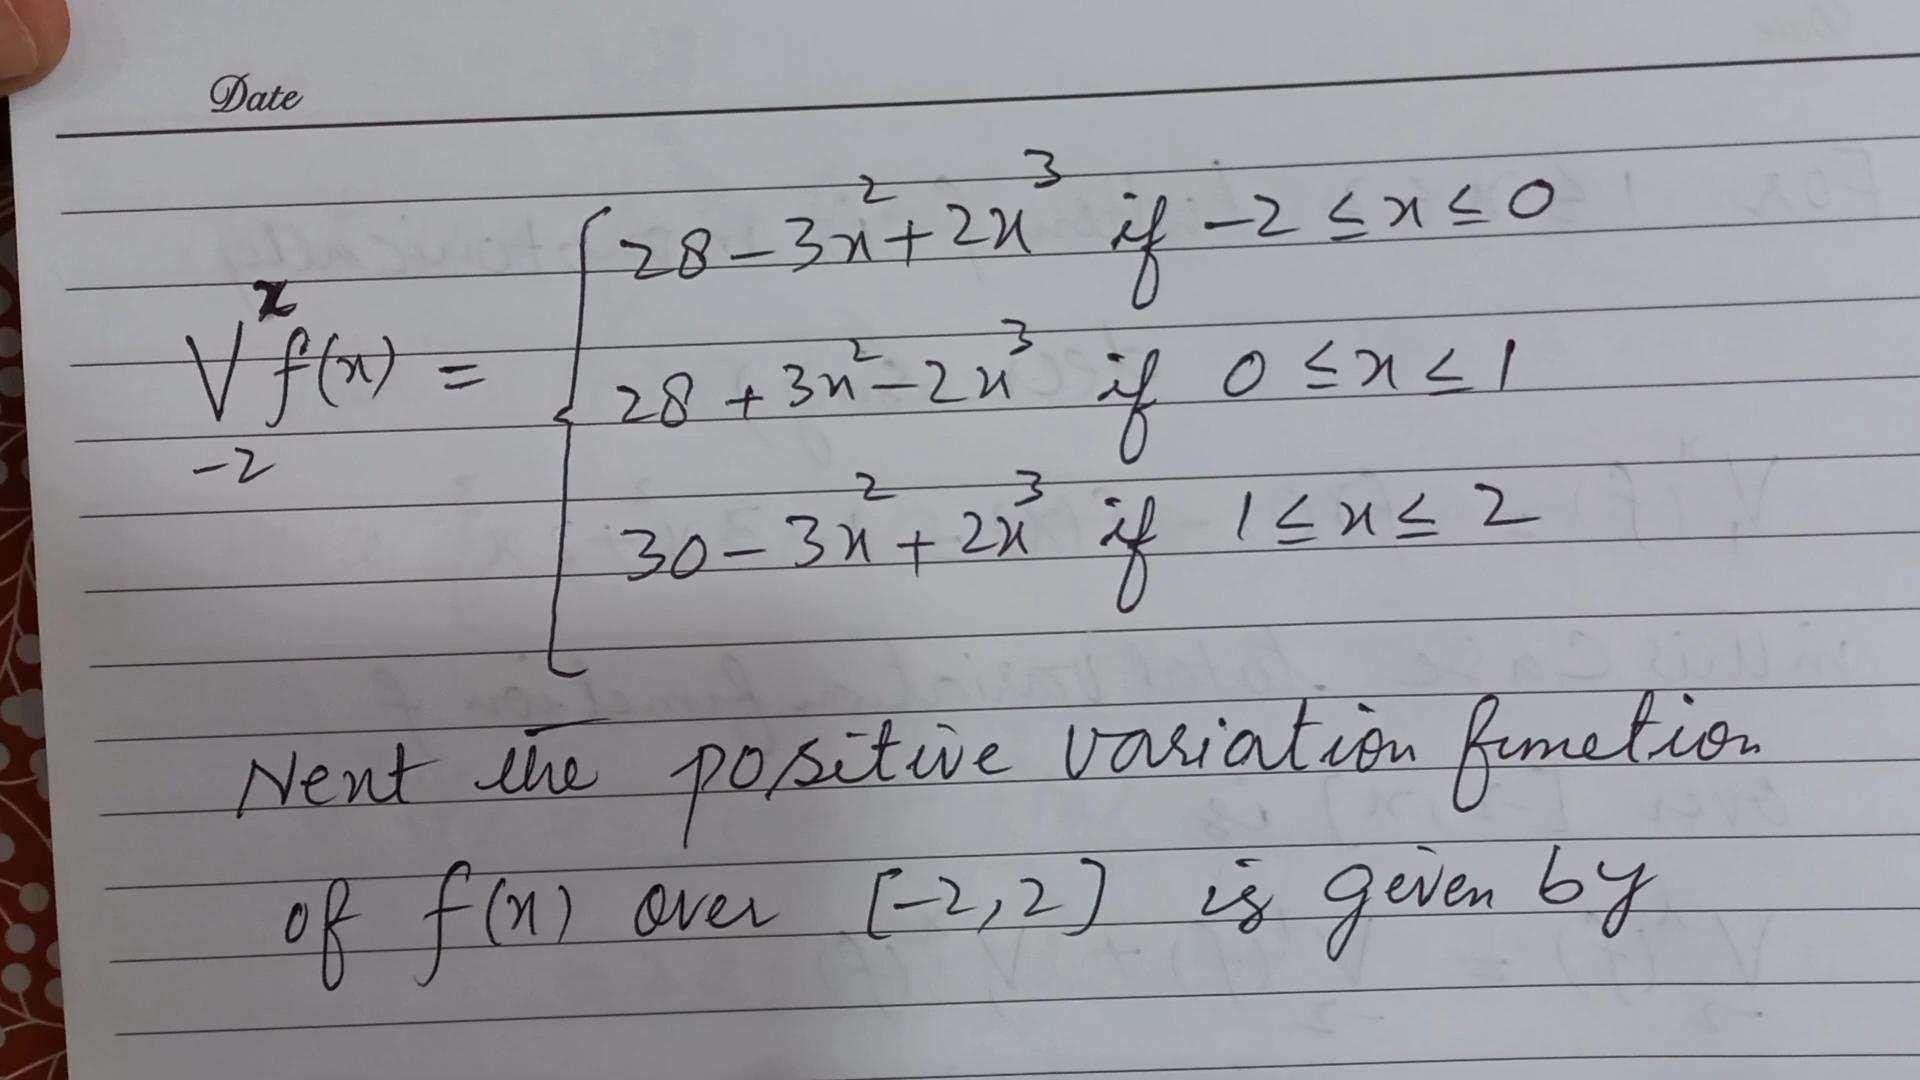 Date
28 - 3x² + 2x³ if -2 ≤ x ≤ 0
x
V f(x) = { 28 + 3x² - 2x³ if 0 ≤ x ≤ 1
-2
30 - 3x² + 2x³ if 1 ≤ x ≤ 2
Next the positive variation function
of f(x) over [-2,2] is given by